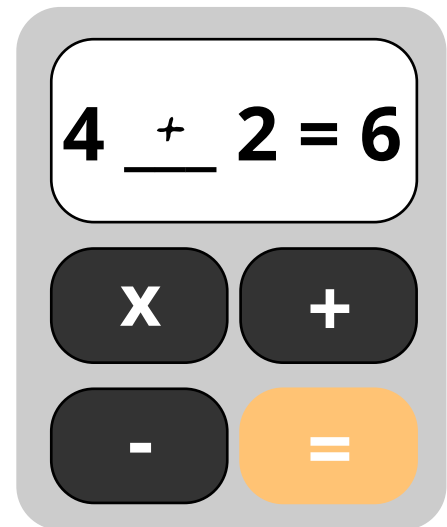 4 + 2 = 6
x +
- =